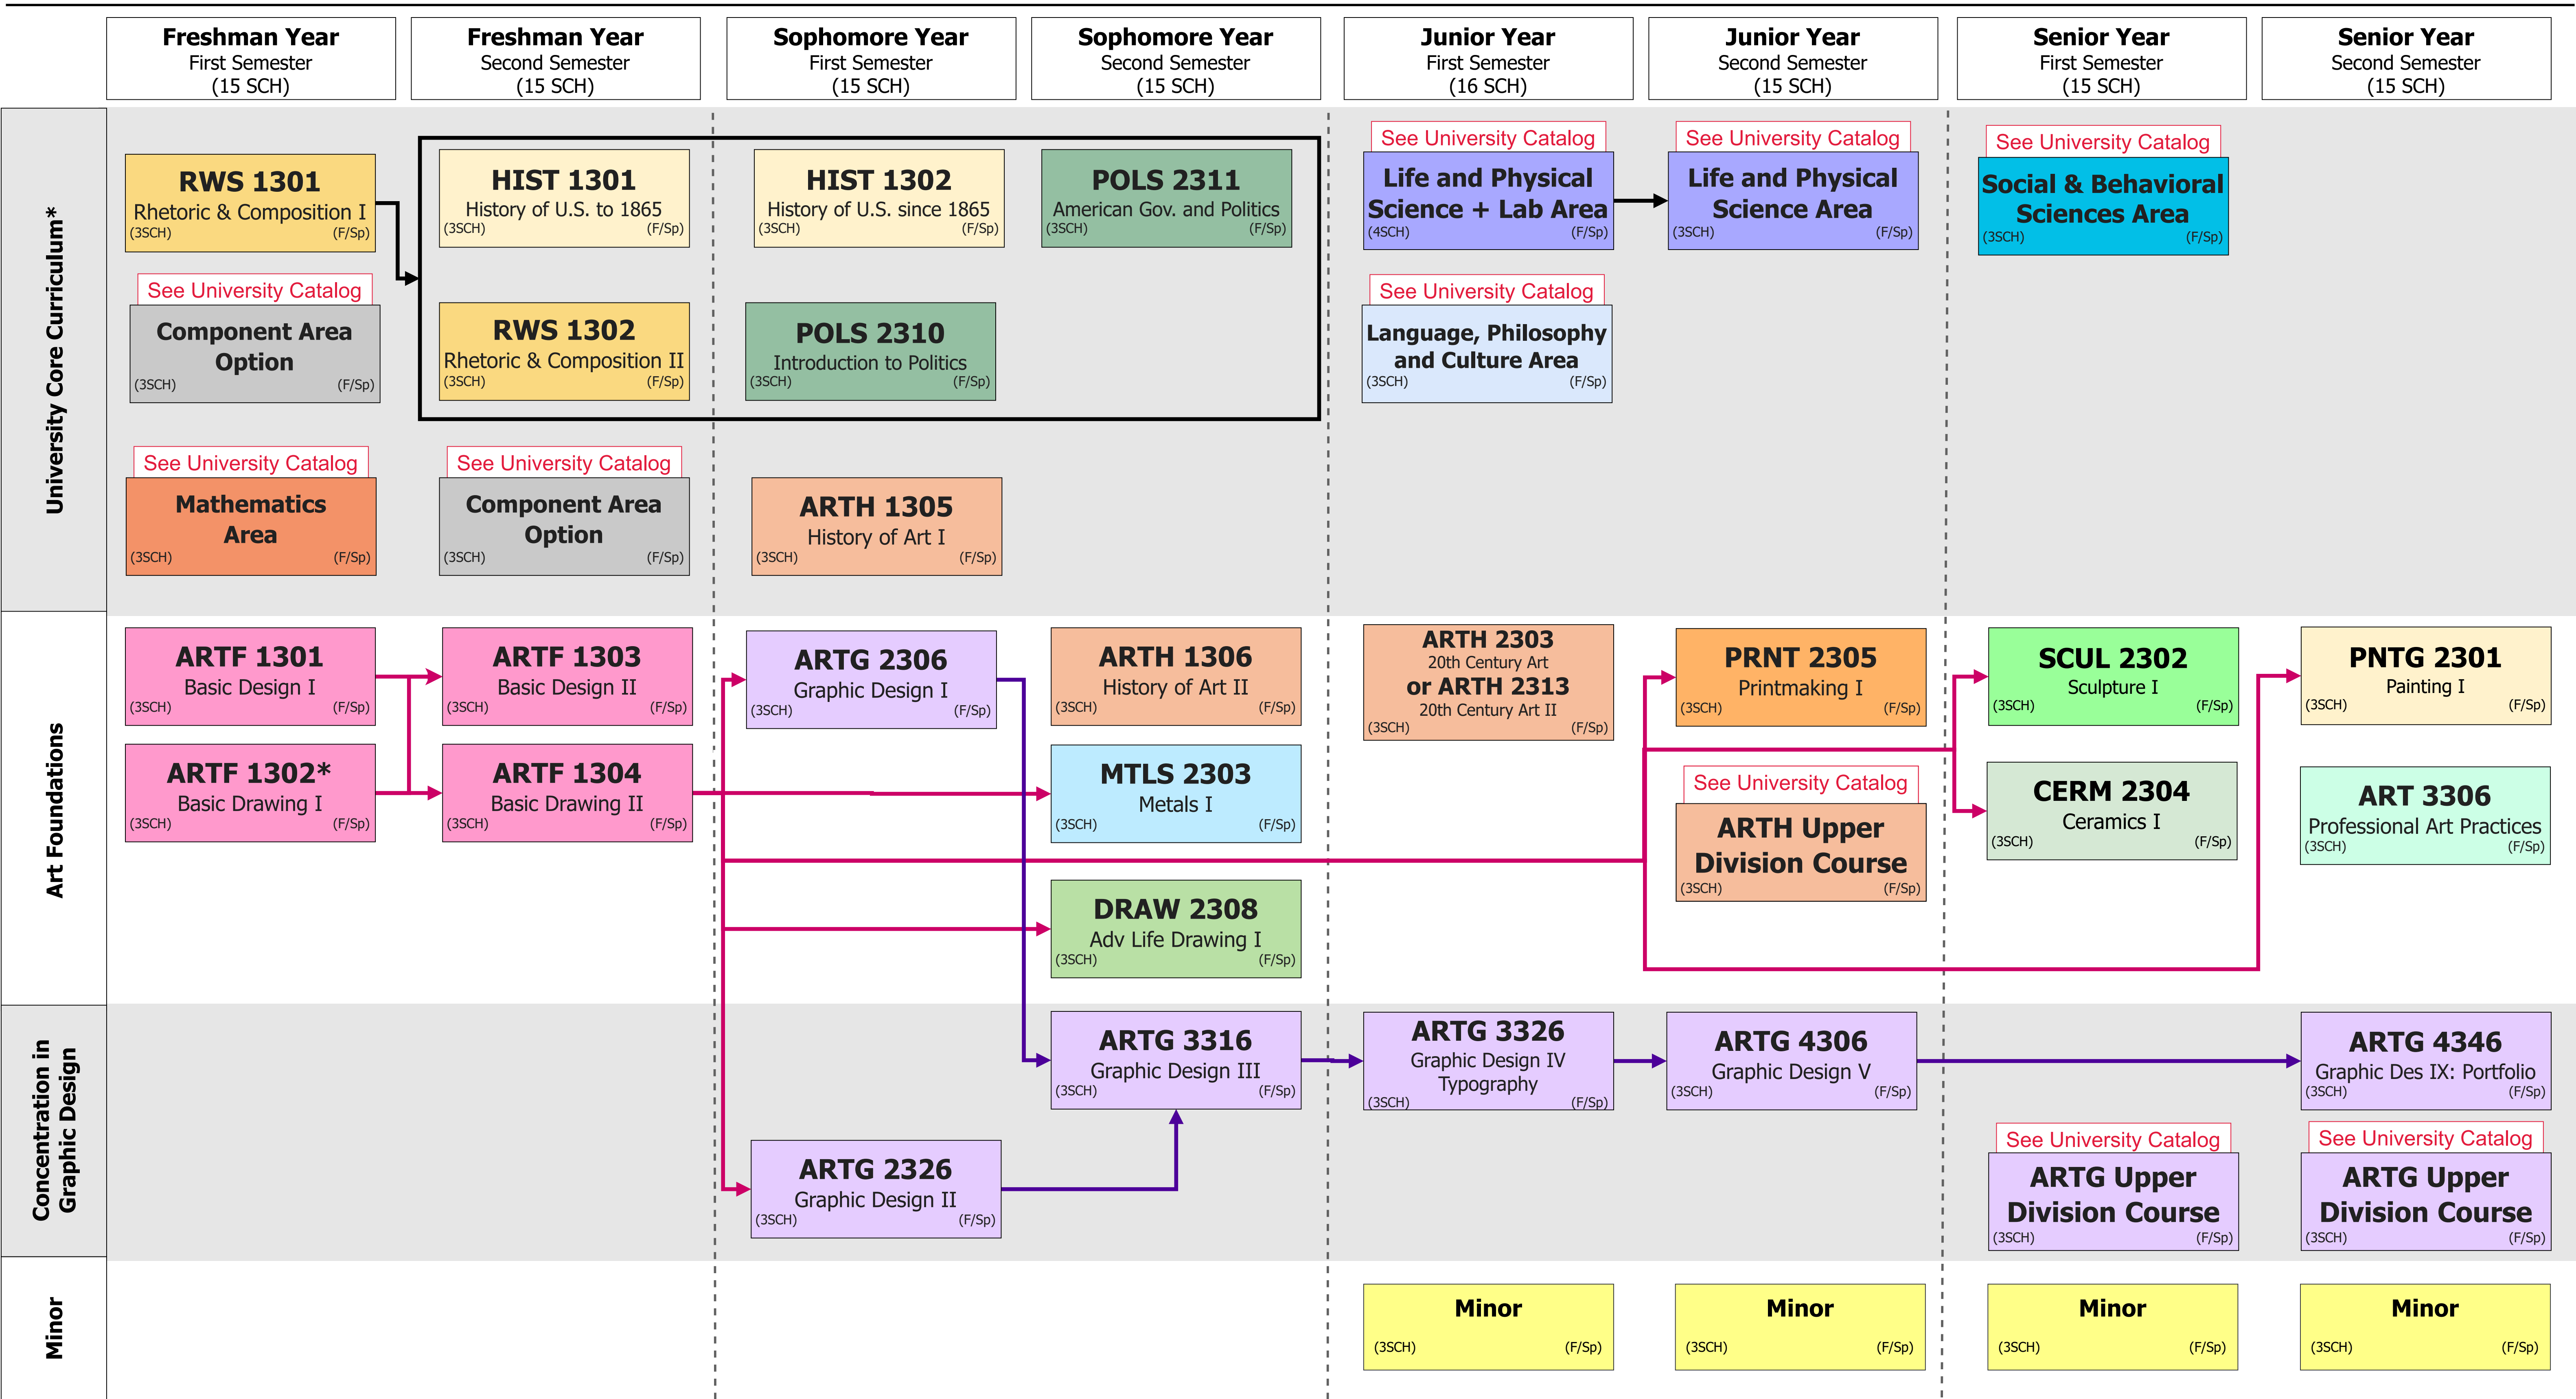 Freshman Year
First Semester
(15 SCH)
Freshman Year
Second Semester
(15 SCH)
Sophomore Year
First Semester
(15 SCH)
Sophomore Year
Second Semester
(15 SCH)
Junior Year
First Semester
(16 SCH)
Junior Year
Second Semester
(15 SCH)
Senior Year
First Semester
(15 SCH)
Senior Year
Second Semester
(15 SCH)
University Core Curriculum*
RWS 1301
Rhetoric & Composition I
(3SCH) (F/Sp)
HIST 1301
History of U.S. to 1865
(3SCH) (F/Sp)
HIST 1302
History of U.S. since 1865
(3SCH) (F/Sp)
POLS 2311
American Gov. and Politics
(3SCH) (F/Sp)
See University Catalog
Life and Physical
Science + Lab Area
(4SCH) (F/Sp)
See University Catalog
Life and Physical
Science Area
(3SCH) (F/Sp)
See University Catalog
Social & Behavioral
Sciences Area
(3SCH) (F/Sp)
See University Catalog
Component Area
Option
(3SCH) (F/Sp)
RWS 1302
Rhetoric & Composition II
(3SCH) (F/Sp)
POLS 2310
Introduction to Politics
(3SCH) (F/Sp)
See University Catalog
Language, Philosophy
and Culture Area
(3SCH) (F/Sp)
See University Catalog
Mathematics
Area
(3SCH) (F/Sp)
See University Catalog
Component Area
Option
(3SCH) (F/Sp)
ARTH 1305
History of Art I
(3SCH) (F/Sp)
Art Foundations
ARTF 1301
Basic Design I
(3SCH) (F/Sp)
ARTF 1303
Basic Design II
(3SCH) (F/Sp)
ARTG 2306
Graphic Design I
(3SCH) (F/Sp)
ARTH 1306
History of Art II
(3SCH) (F/Sp)
ARTH 2303
20th Century Art
or ARTH 2313
20th Century Art II
(3SCH) (F/Sp)
PRNT 2305
Printmaking I
(3SCH) (F/Sp)
SCUL 2302
Sculpture I
(3SCH) (F/Sp)
PNTG 2301
Painting I
(3SCH) (F/Sp)
ARTF 1302*
Basic Drawing I
(3SCH) (F/Sp)
ARTF 1304
Basic Drawing II
(3SCH) (F/Sp)
MTLS 2303
Metals I
(3SCH) (F/Sp)
See University Catalog
ARTH Upper
Division Course
(3SCH) (F/Sp)
CERM 2304
Ceramics I
(3SCH) (F/Sp)
ART 3306
Professional Art Practices
(3SCH) (F/Sp)
DRAW 2308
Adv Life Drawing I
(3SCH) (F/Sp)
Concentration in
Graphic Design
ARTG 3316
Graphic Design III
(3SCH) (F/Sp)
ARTG 3326
Graphic Design IV
Typography
(3SCH) (F/Sp)
ARTG 4306
Graphic Design V
(3SCH) (F/Sp)
ARTG 4346
Graphic Des IX: Portfolio
(3SCH) (F/Sp)
ARTG 2326
Graphic Design II
(3SCH) (F/Sp)
See University Catalog
ARTG Upper
Division Course
(3SCH) (F/Sp)
See University Catalog
ARTG Upper
Division Course
(3SCH) (F/Sp)
Minor
Minor
(3SCH) (F/Sp)
Minor
(3SCH) (F/Sp)
Minor
(3SCH) (F/Sp)
Minor
(3SCH) (F/Sp)